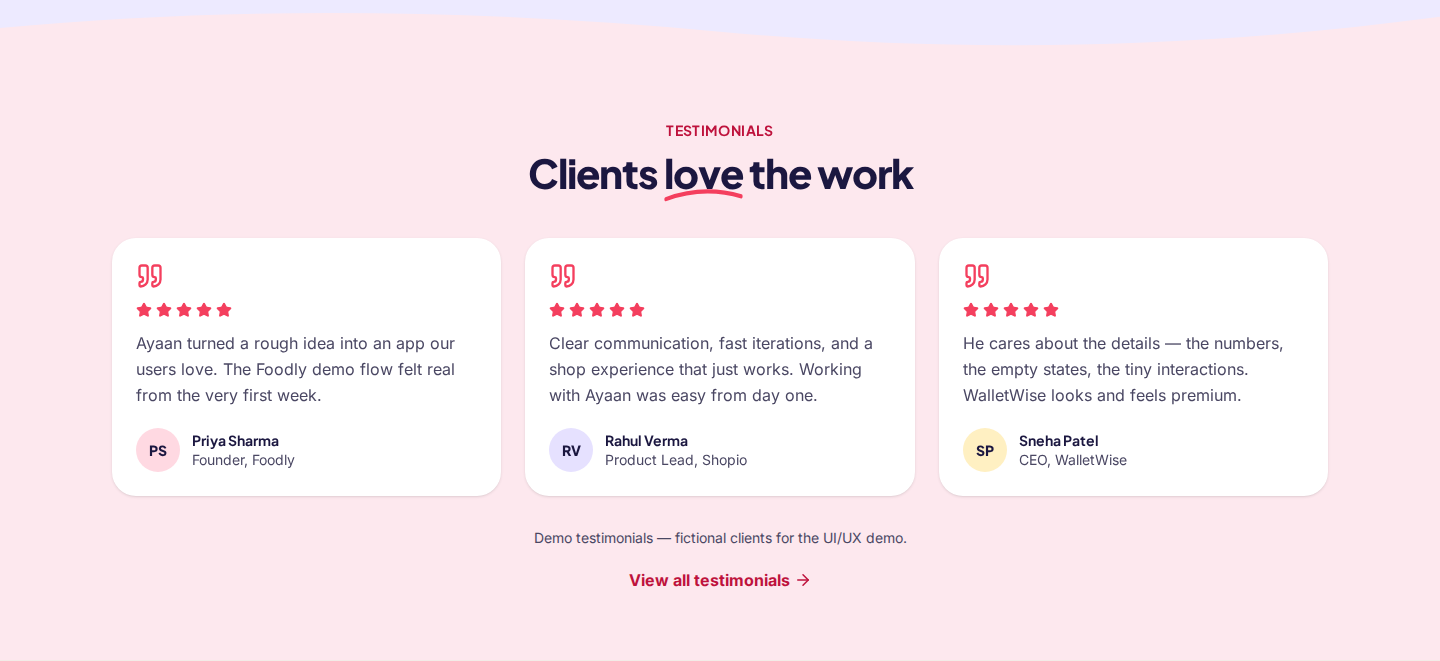 TESTIMONIALS
Clients love the work
Ayaan turned a rough idea into an app our
users love. The Foodly demo flow felt real
from the very first week.
PS
Priya Sharma
Founder, Foodly
Clear communication, fast iterations, and a
shop experience that just works. Working
with Ayaan was easy from day one.
RV
Rahul Verma
Product Lead, Shopio
He cares about the details — the numbers,
the empty states, the tiny interactions.
WalletWise looks and feels premium.
SP
Sneha Patel
CEO, WalletWise
Demo testimonials — fictional clients for the UI/UX demo.
View all testimonials →